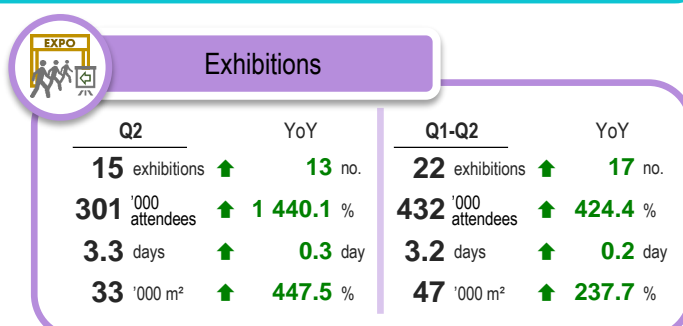 EXPO
Exhibitions
Q2 YoY Q1-Q2 YoY
15 exhibitions 13 no. 22 exhibitions 17 no.
301 '000 attendees 1 440.1 % 432 '000 attendees 424.4 %
3.3 days 0.3 day 3.2 days 0.2 day
33 '000 m² 447.5 % 47 '000 m² 237.7 %